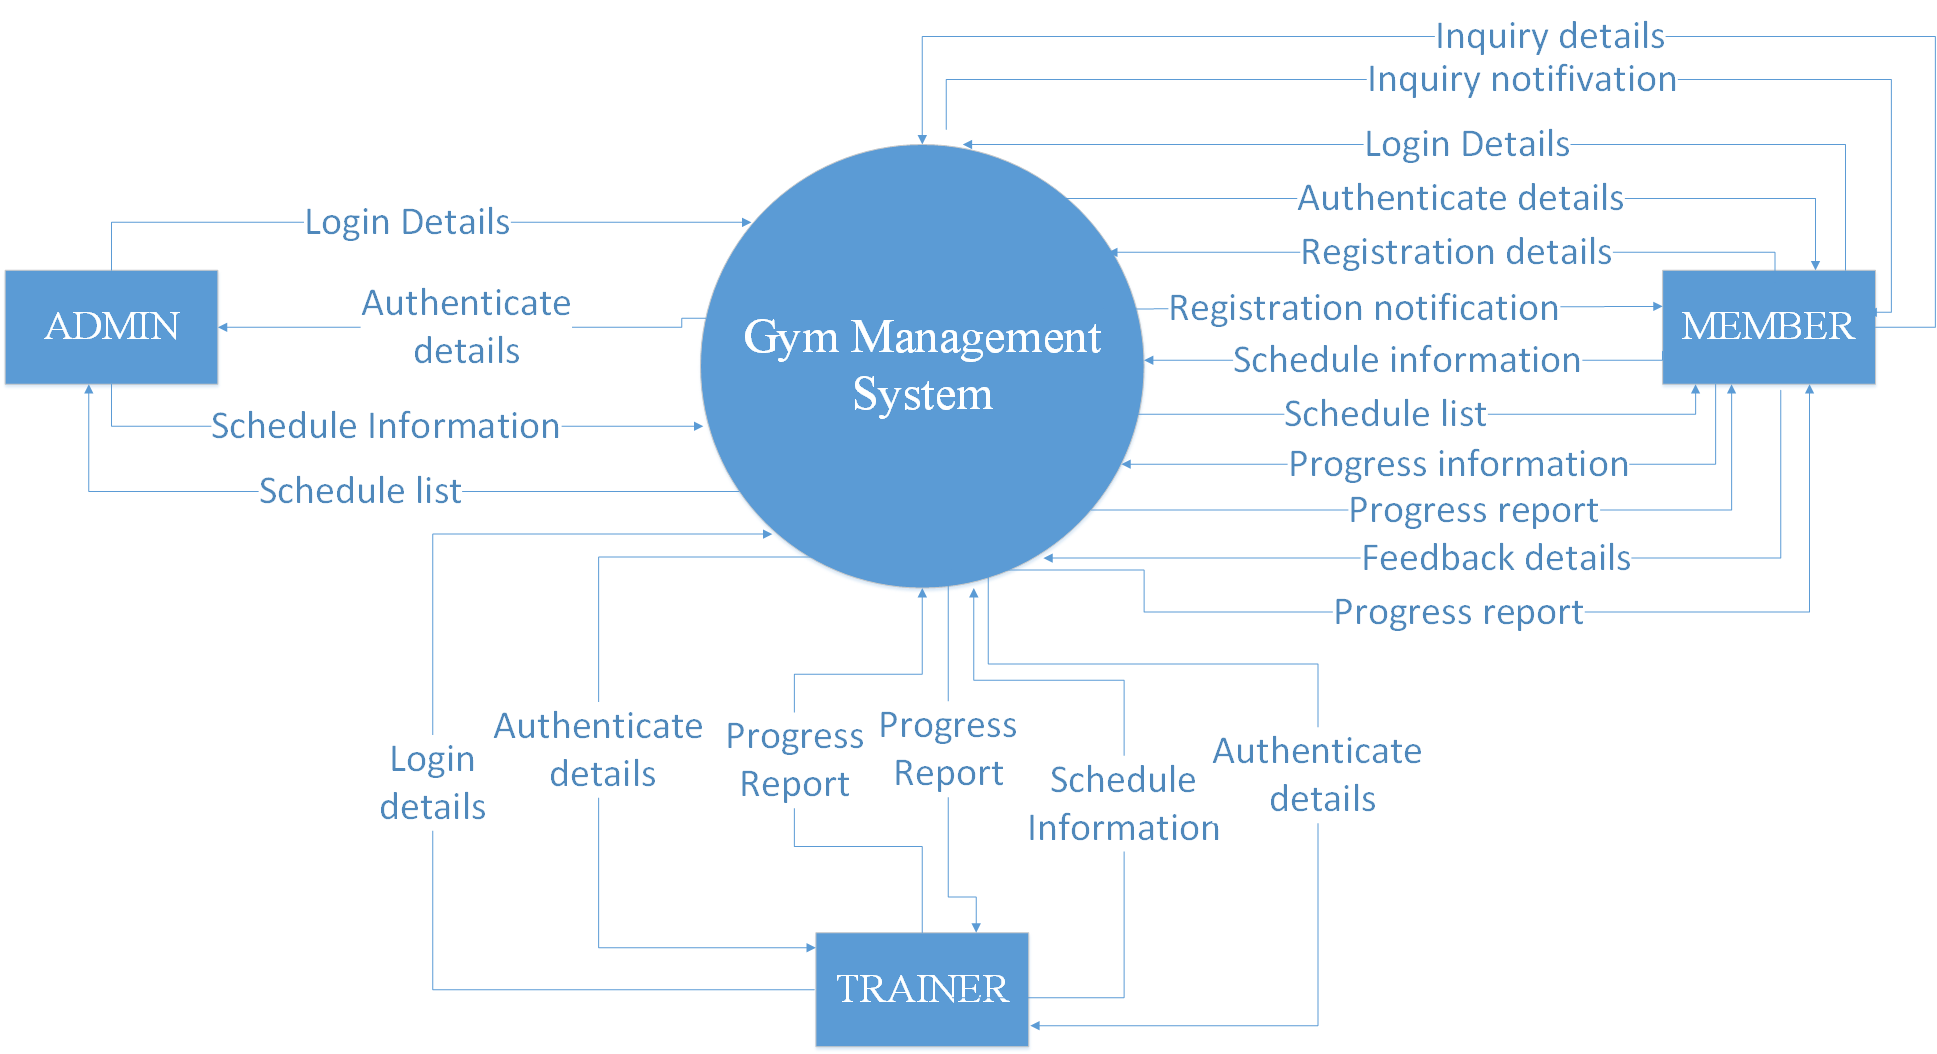 Inquiry details
Inquiry notifivation
Login Details
Authenticate details
Login Details
Registration details
Authenticate
details
Registration notification
ADMIN
Gym Management
System
MEMBER
Schedule information
Schedule Information
Schedule list
Schedule list
Progress information
Progress report
Feedback details
Progress report
Login
details
Authenticate
details
Progress
Report
Progress
Report
Schedule
Information
Authenticate
details
TRAINER